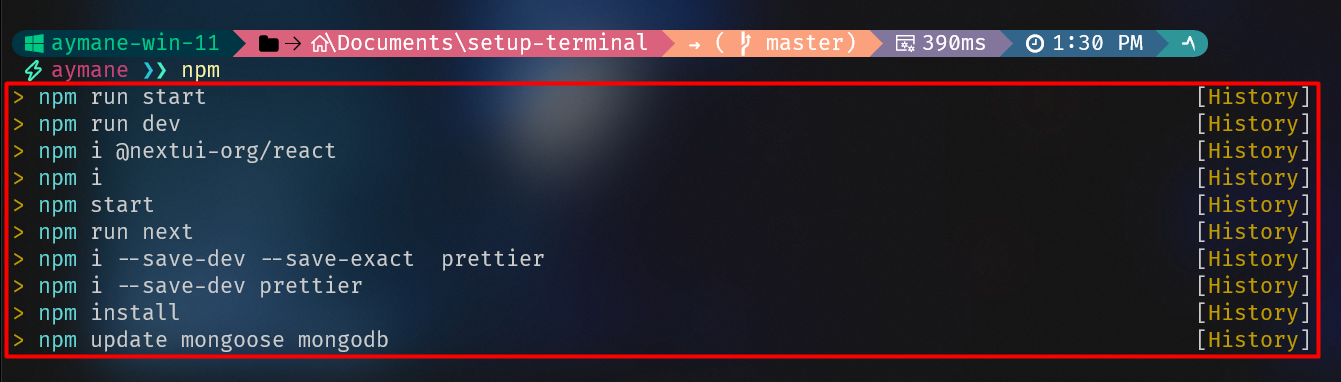 aymane-win-11 → \Documents\setup-terminal → ( master) 390ms 1:30 PM
aymane ❯❯ npm
> npm run start [History]
> npm run dev [History]
> npm i @nextui-org/react [History]
> npm i [History]
> npm start [History]
> npm run next [History]
> npm i --save-dev --save-exact  prettier [History]
> npm i --save-dev prettier [History]
> npm install [History]
> npm update mongoose mongodb [History]